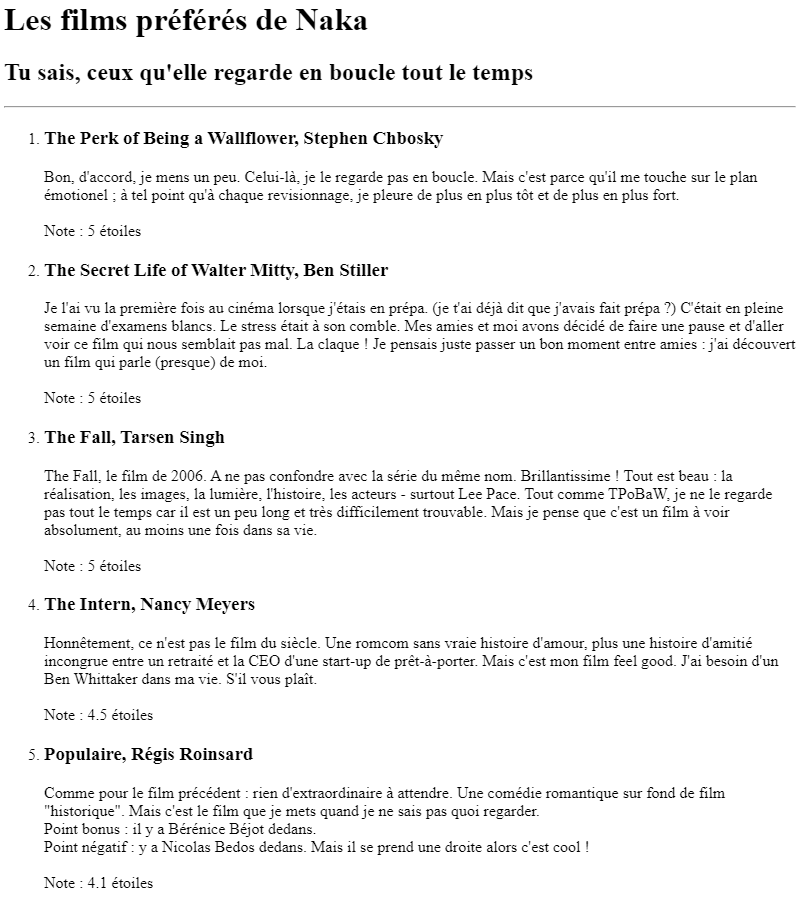 Les films préférés de Naka
Tu sais, ceux qu'elle regarde en boucle tout le temps
1. The Perk of Being a Wallflower, Stephen Chbosky
Bon, d'accord, je mens un peu. Celui-là, je le regarde pas en boucle. Mais c'est parce qu'il me touche sur le plan
émotionel ; à tel point qu'à chaque revisionnage, je pleure de plus en plus tôt et de plus en plus fort.
Note : 5 étoiles
2. The Secret Life of Walter Mitty, Ben Stiller
Je l'ai vu la première fois au cinéma lorsque j'étais en prépa. (je t'ai déjà dit que j'avais fait prépa ?) C'était en pleine
semaine d'examens blancs. Le stress était à son comble. Mes amies et moi avons décidé de faire une pause et d'aller
voir ce film qui nous semblait pas mal. La claque ! Je pensais juste passer un bon moment entre amies : j'ai découvert
un film qui parle (presque) de moi.
Note : 5 étoiles
3. The Fall, Tarsen Singh
The Fall, le film de 2006. A ne pas confondre avec la série du même nom. Brillantissime ! Tout est beau : la
réalisation, les images, la lumière, l'histoire, les acteurs - surtout Lee Pace. Tout comme TPoBaW, je ne le regarde
pas tout le temps car il est un peu long et très difficilement trouvable. Mais je pense que c'est un film à voir
absolument, au moins une fois dans sa vie.
Note : 5 étoiles
4. The Intern, Nancy Meyers
Honnêtement, ce n'est pas le film du siècle. Une romcom sans vraie histoire d'amour, plus une histoire d'amitié
incongrue entre un retraité et la CEO d'une start-up de prêt-à-porter. Mais c'est mon film feel good. J'ai besoin d'un
Ben Whittaker dans ma vie. S'il vous plaît.
Note : 4.5 étoiles
5. Populaire, Régis Roinsard
Comme pour le film précédent : rien d'extraordinaire à attendre. Une comédie romantique sur fond de film
"historique". Mais c'est le film que je mets quand je ne sais pas quoi regarder.
Point bonus : il y a Bérénice Béjot dedans.
Point négatif : y a Nicolas Bedos dedans. Mais il se prend une droite alors c'est cool !
Note : 4.1 étoiles